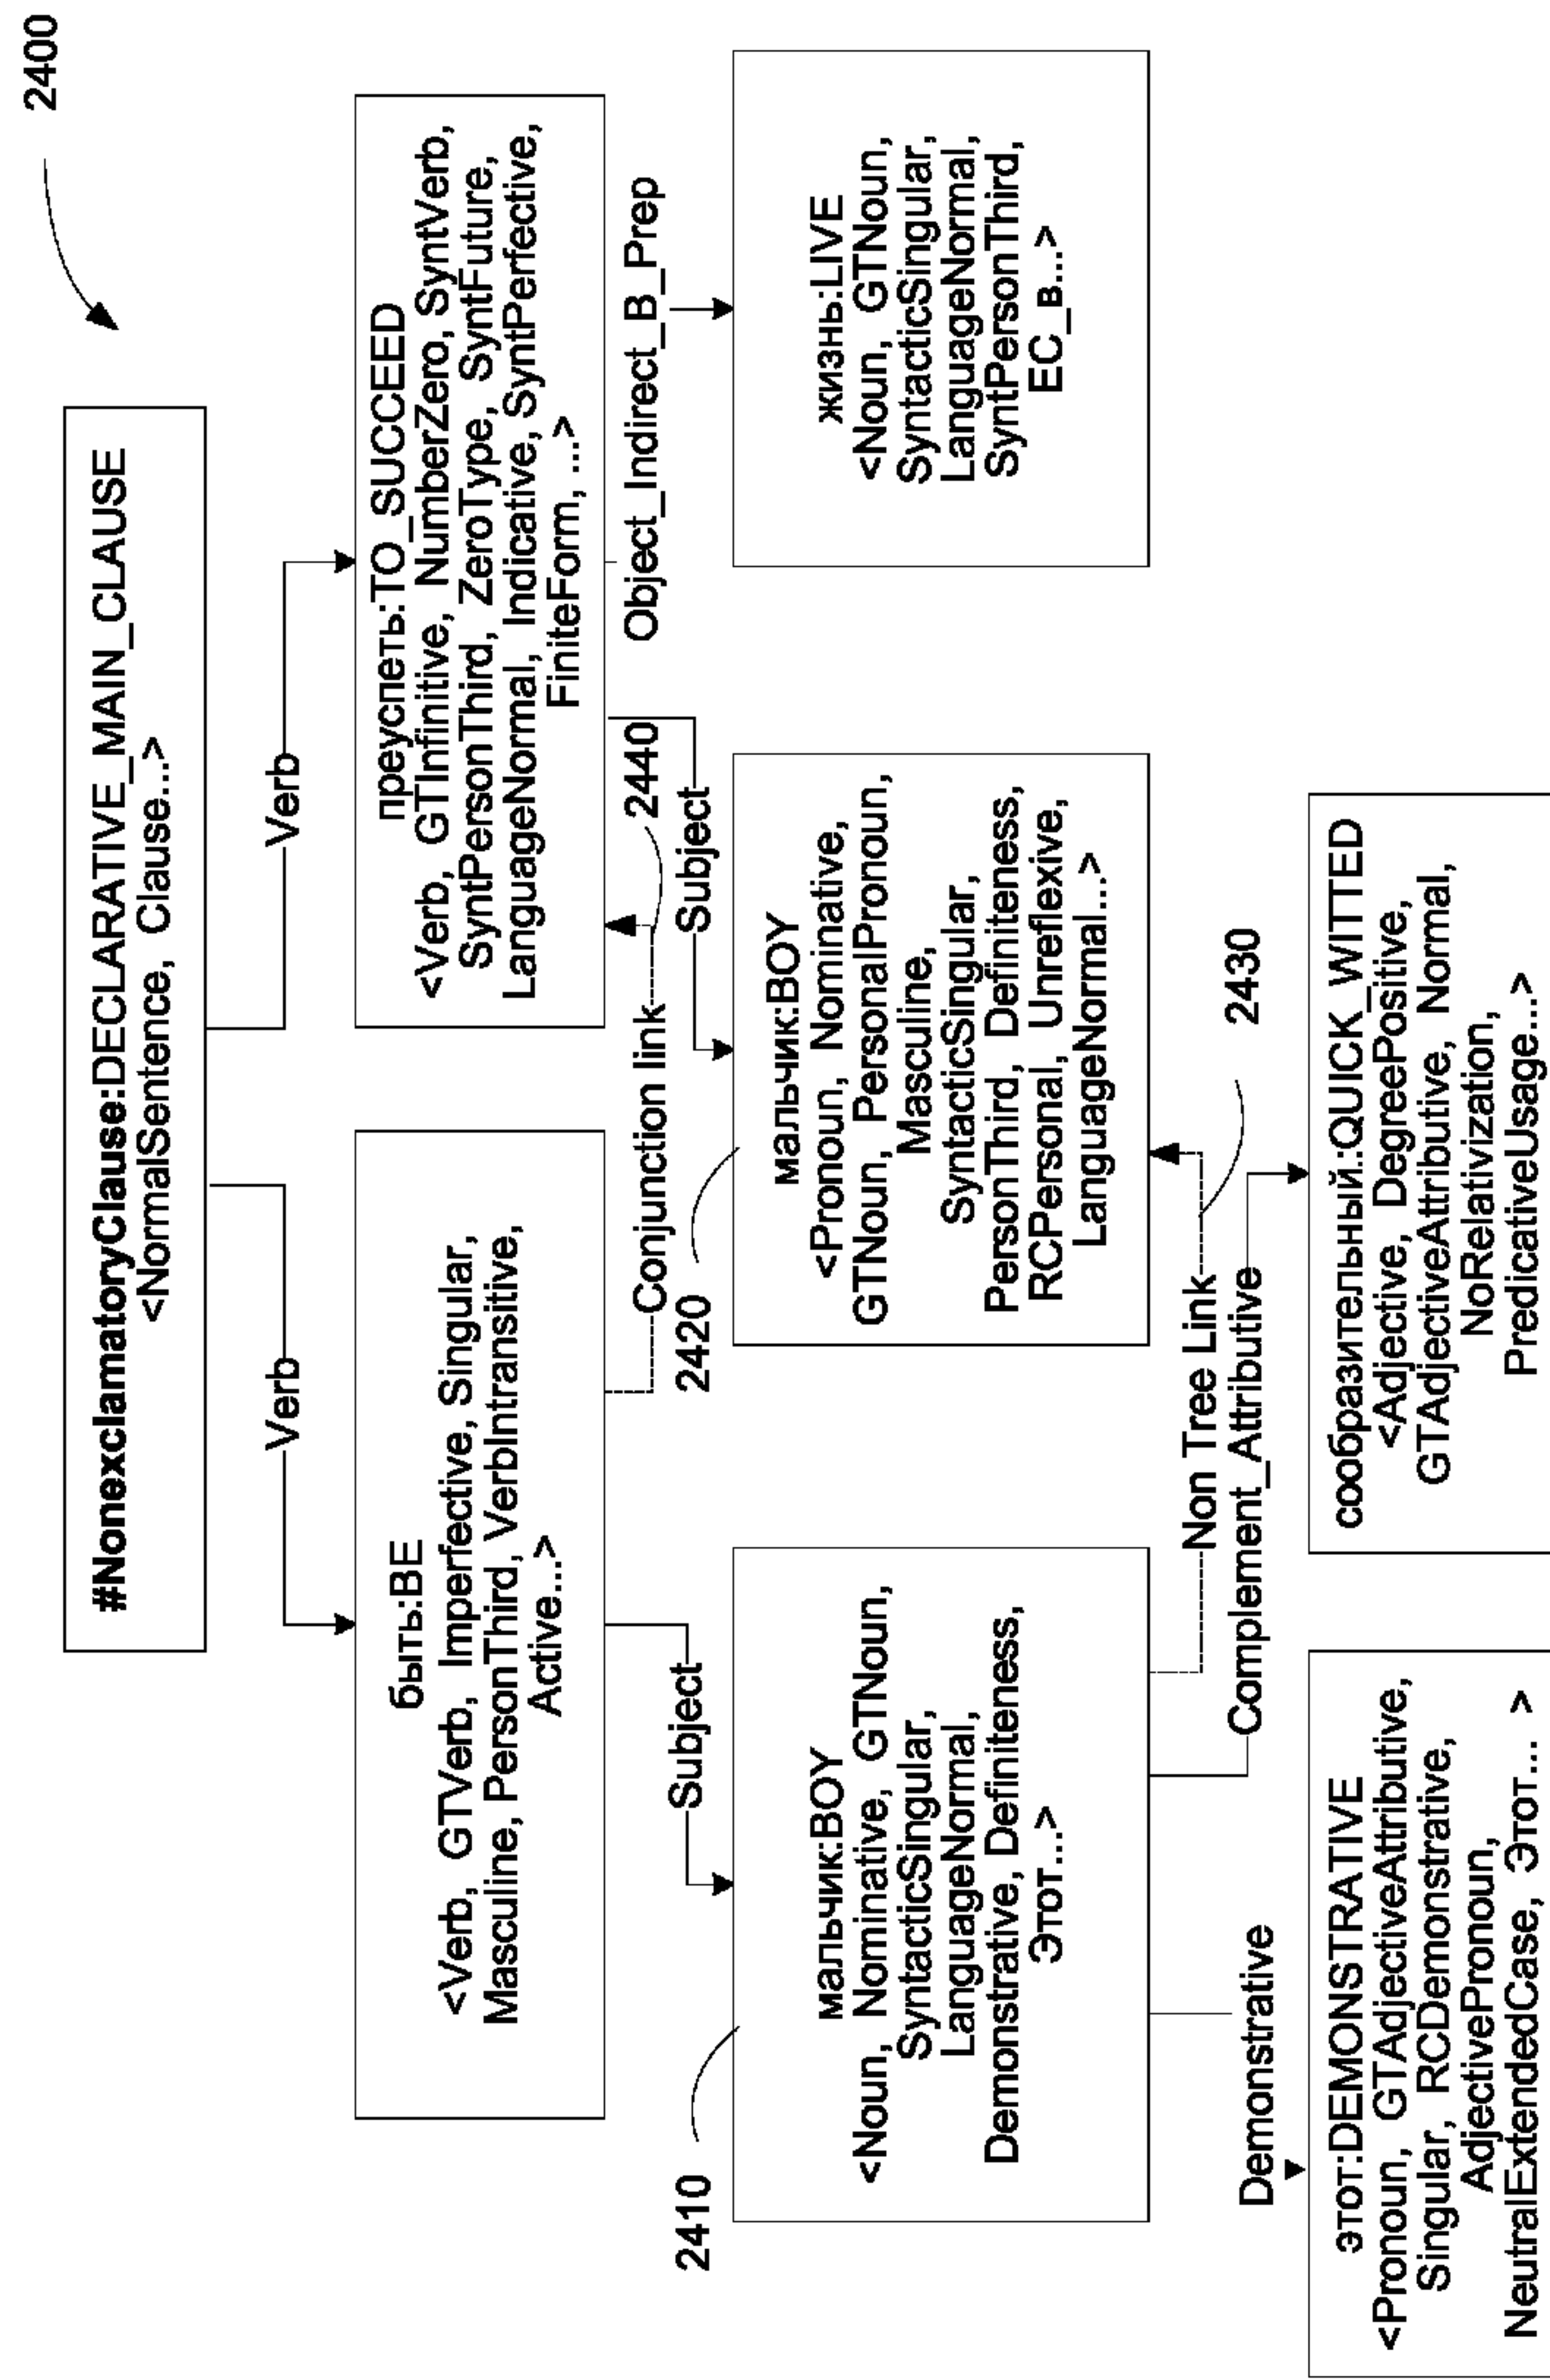 2400
#NonexclamatoryClause:DECLARATIVE_MAIN_CLAUSE
<NormalSentence, Clause...>
Verb
Verb
быть:BE
<Verb, GTVerb, Imperfective, Singular,
Masculine, PersonThird, VerbIntransitive,
Active...>
преуспеть:TO_SUCCEED
<Verb, GTInfinitive, NumberZero, SyntVerb,
SyntPersonThird, ZeroType, SyntFuture,
LanguageNormal, Indicative, SyntPerfective,
FiniteForm, ...>
Conjunction link
2440
Object_Indirect_B_Prep
2410
Subject
2420
Subject
мальчик:BOY
<Noun, Nominative, GTNoun,
SyntacticSingular,
LanguageNormal,
Demonstrative, Definiteness,
Этот...>
мальчик:BOY
<Pronoun, Nominative,
GTNoun, PersonalPronoun,
Masculine,
SyntacticSingular,
PersonThird, Definiteness,
RCPersonal, Unreflexive,
LanguageNormal...>
жизнь:LIVE
<Noun, GTNoun,
SyntacticSingular,
LanguageNormal,
SyntPersonThird,
EC_в...>
Non Tree Link
2430
Demonstrative
Complement_Attributive
этот:DEMONSTRATIVE
<Pronoun, GTAdjectiveAttributive,
Singular, RCDemonstrative,
AdjectivePronoun,
NeutralExtendedCase, Этот... >
сообразительный.:QUICK_WITTED
<Adjective, DegreePositive,
GTAdjectiveAttributive, Normal,
NoRelativization,
PredicativeUsage...>